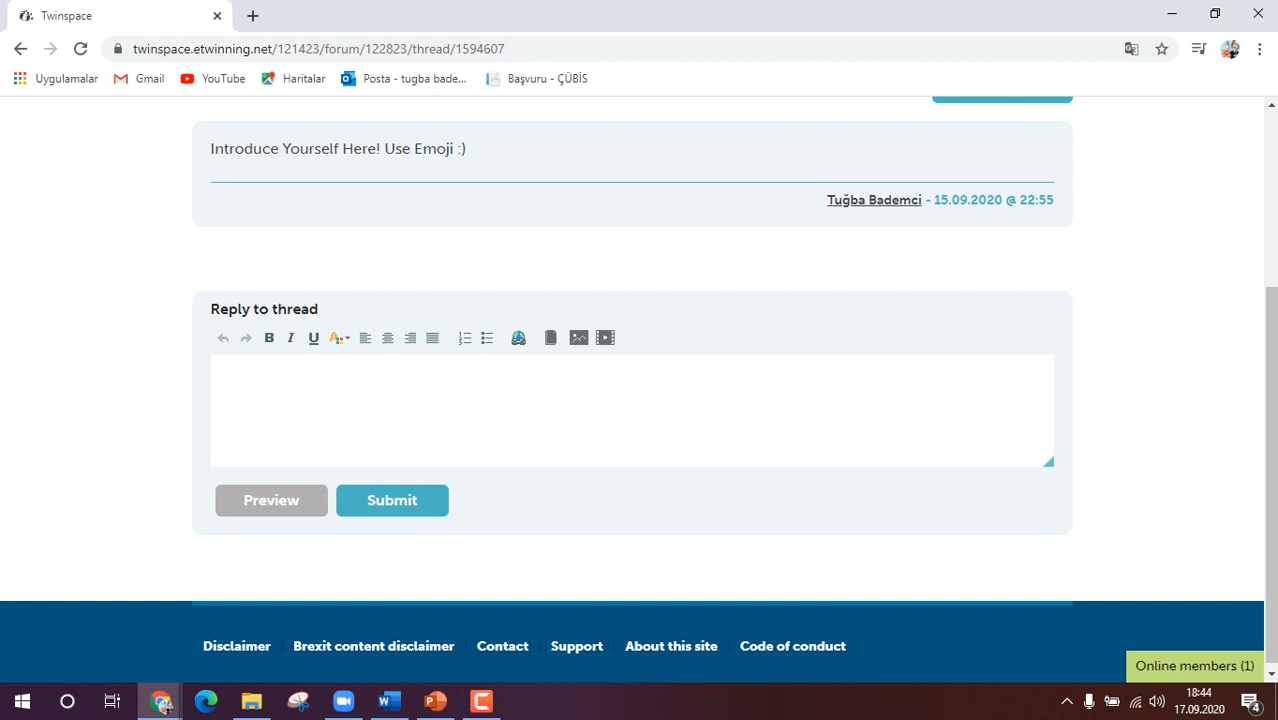 Twinspace
twinspace.etwinning.net/121423/forum/122823/thread/1594607
Uygulamalar Gmail YouTube Haritalar Posta - tugba bade... Başvuru - ÇÜBİS
Introduce Yourself Here! Use Emoji :)
Tuğba Bademci - 15.09.2020 @ 22:55
Reply to thread
B I U
Preview Submit
Disclaimer Brexit content disclaimer Contact Support About this site Code of conduct
Online members (1)
18:44
17.09.2020
4